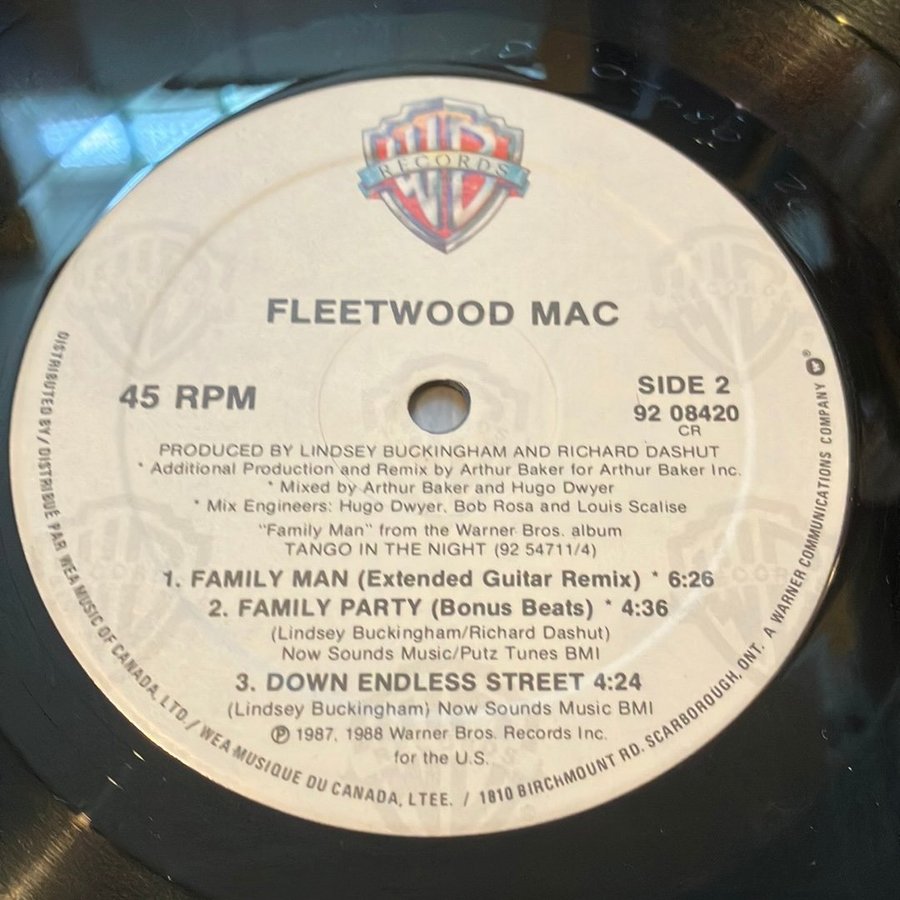 RECORDS
FLEETWOOD MAC
45 RPM
SIDE 2
92 08420
CR
PRODUCED BY LINDSEY BUCKINGHAM AND RICHARD DASHUT
* Additional Production and Remix by Arthur Baker for Arthur Baker Inc.
* Mixed by Arthur Baker and Hugo Dwyer
* Mix Engineers: Hugo Dwyer, Bob Rosa and Louis Scalise
"Family Man" from the Warner Bros. album
TANGO IN THE NIGHT (92 54711/4)
1. FAMILY MAN (Extended Guitar Remix) * 6:26
2. FAMILY PARTY (Bonus Beats) * 4:36
(Lindsey Buckingham/Richard Dashut)
Now Sounds Music/Putz Tunes BMI
3. DOWN ENDLESS STREET 4:24
(Lindsey Buckingham) Now Sounds Music BMI
℗ 1987, 1988 Warner Bros. Records Inc.
for the U.S.
DISTRIBUTED BY/DISTRIBUÉ PAR WEA MUSIC OF CANADA, LTD./WEA MUSIQUE DU CANADA, LTEE. / 1810 BIRCHMOUNT RD. SCARBOROUGH, ONT. A WARNER COMMUNICATIONS COMPANY ®